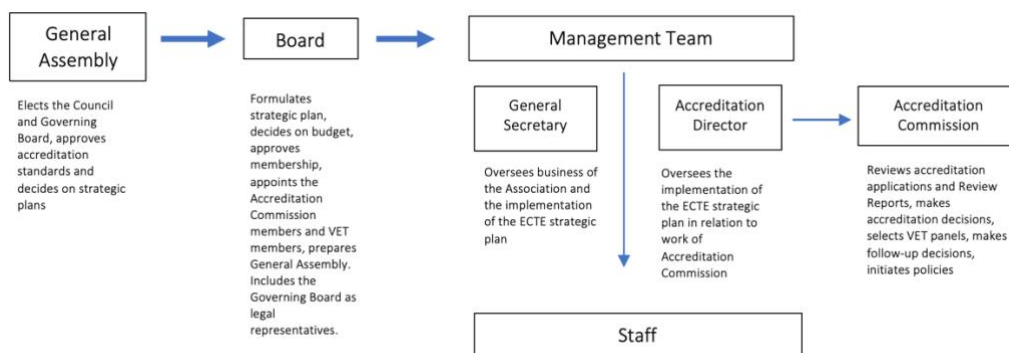 General
Assembly
Elects the Council
and Governing
Board, approves
accreditation
standards and
decides on strategic
plans
Board
Formulates
strategic plan,
decides on budget,
approves
membership,
appoints the
Accreditation
Commission
members and VET
members, prepares
General Assembly.
Includes the
Governing Board as
legal
representatives.
Management Team
General
Secretary
Oversees business of
the Association and the
implementation of the
of the ECTE strategic
plan
Accreditation
Director
Oversees the
implementation of
the ECTE strategic
plan in relation to
work of
Accreditation
Commission
Accreditation
Commission
Reviews accreditation
applications and Review
Reports, makes
accreditation decisions,
selects VET panels, makes
follow-up decisions,
initiates policies
Staff